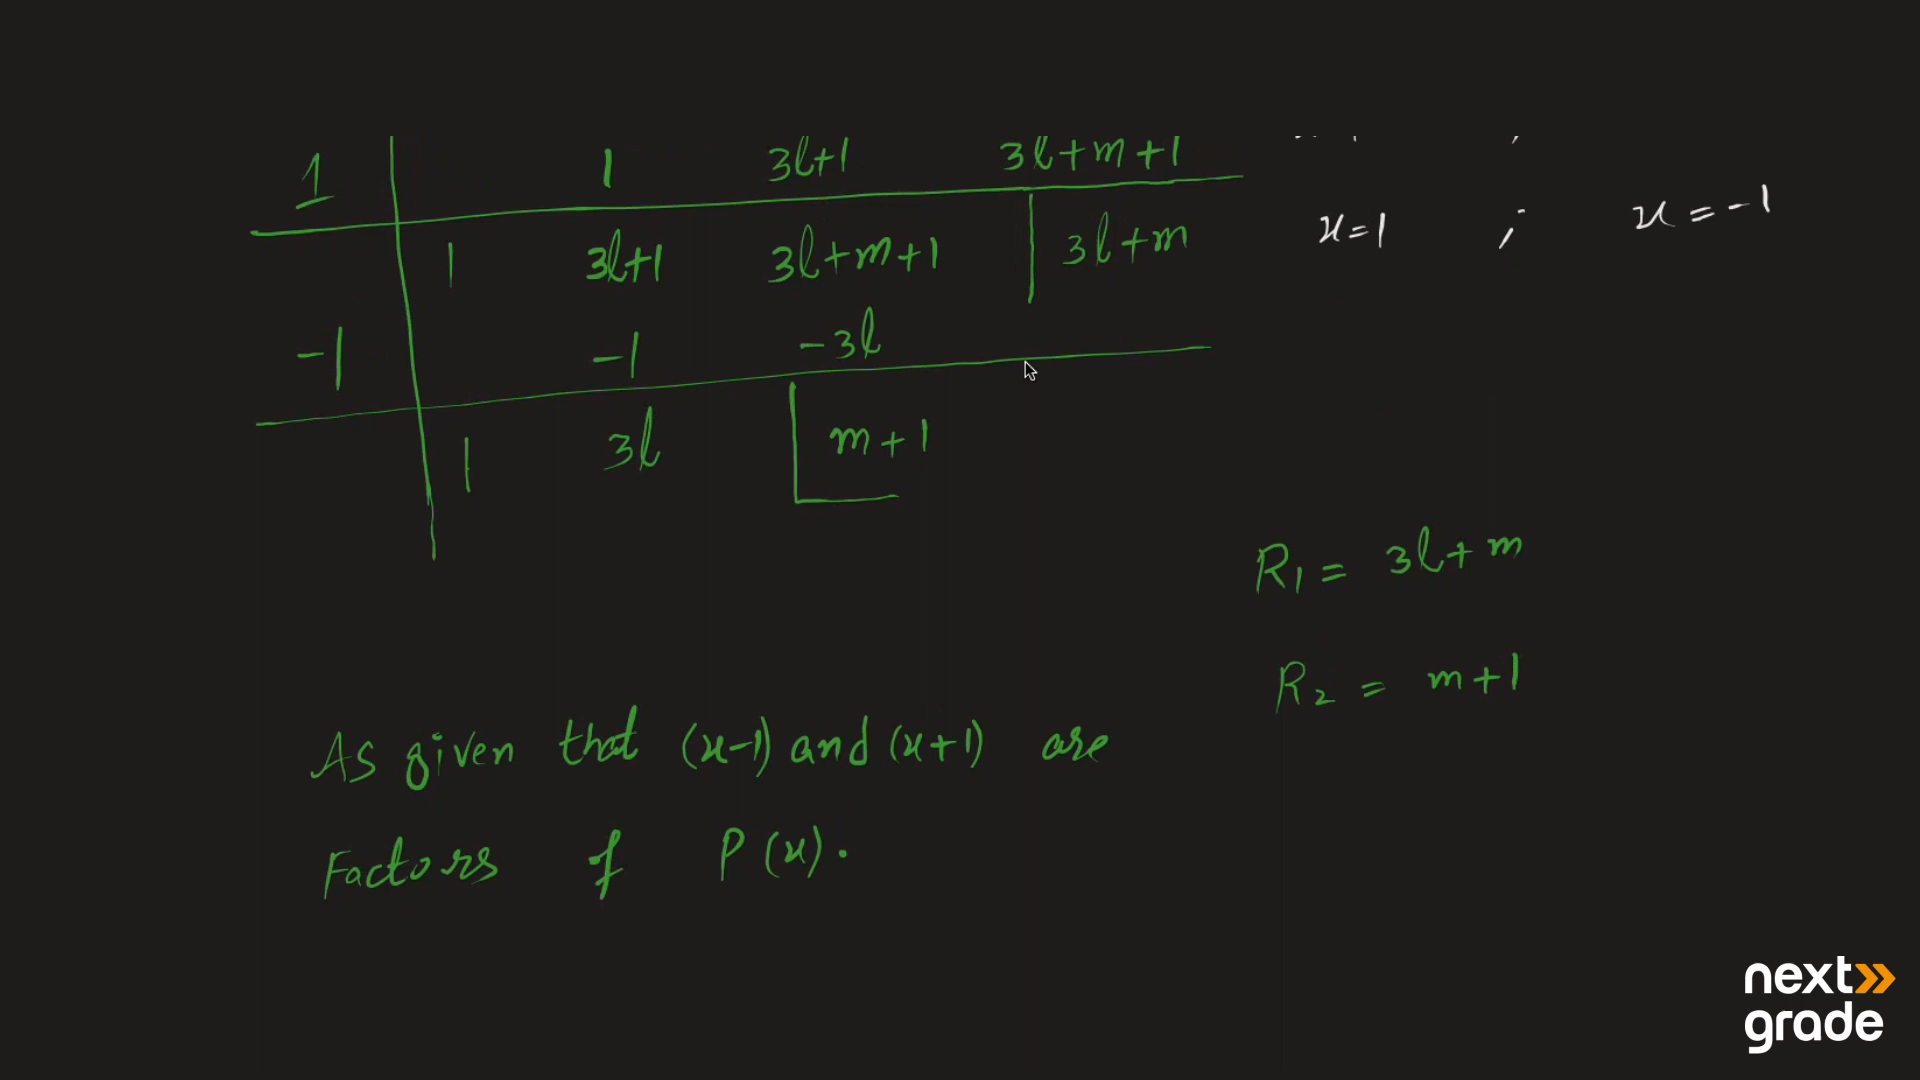 1 1 3l+1 3l+m+1
1 3l+1 3l+m+1 3l+m
x=1 ; x=-1
-1 -1 -3l
1 3l m+1
R₁ = 3l+m
R₂ = m+1
As given that (x-1) and (x+1) are
Factors of P(x).
next
grade